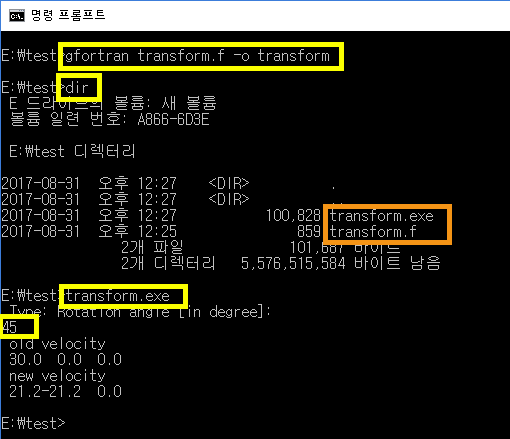 명령 프롬프트
E:\test>gfortran transform.f -o transform
E:\test>dir
E 드라이브의 볼륨: 새 볼륨
볼륨 일련 번호: A866-6D3E
E:\test 디렉터리
2017-08-31 오후 12:27 <DIR> .
2017-08-31 오후 12:27 <DIR> ..
2017-08-31 오후 12:27 100,828 transform.exe
2017-08-31 오후 12:25 859 transform.f
2개 파일 101,687 바이트
2개 디렉터리 5,576,515,584 바이트 남음
E:\test>transform.exe
Type: Rotation angle [in degree]:
45
old velocity
30.0 0.0 0.0
new velocity
21.2-21.2 0.0
E:\test>